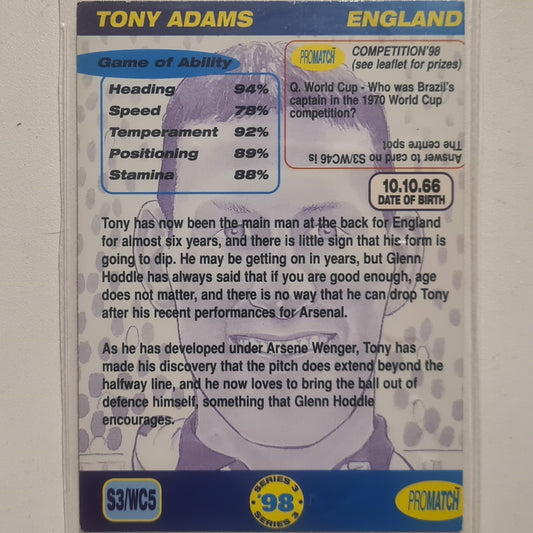 TONY ADAMS
ENGLAND
Game of Ability
Heading 94%
Speed 78%
Temperament 92%
Positioning 89%
Stamina 88%
PROMATCH
COMPETITION'98
(see leaflet for prizes)
Q. World Cup - Who was Brazil's
captain in the 1970 World Cup
competition?
Answer to card no S3/WC46 is
The centre spot
10.10.66
DATE OF BIRTH
Tony has now been the main man at the back for England
for almost six years, and there is little sign that his form is
going to dip. He may be getting on in years, but Glenn
Hoddle has always said that if you are good enough, age
does not matter, and there is no way that he can drop Tony
after his recent performances for Arsenal.
As he has developed under Arsene Wenger, Tony has
made his discovery that the pitch does extend beyond the
halfway line, and he now loves to bring the ball out of
defence himself, something that Glenn Hoddle
encourages.
S3/WC5
SERIES 3
98
SERIES 3
PROMATCH